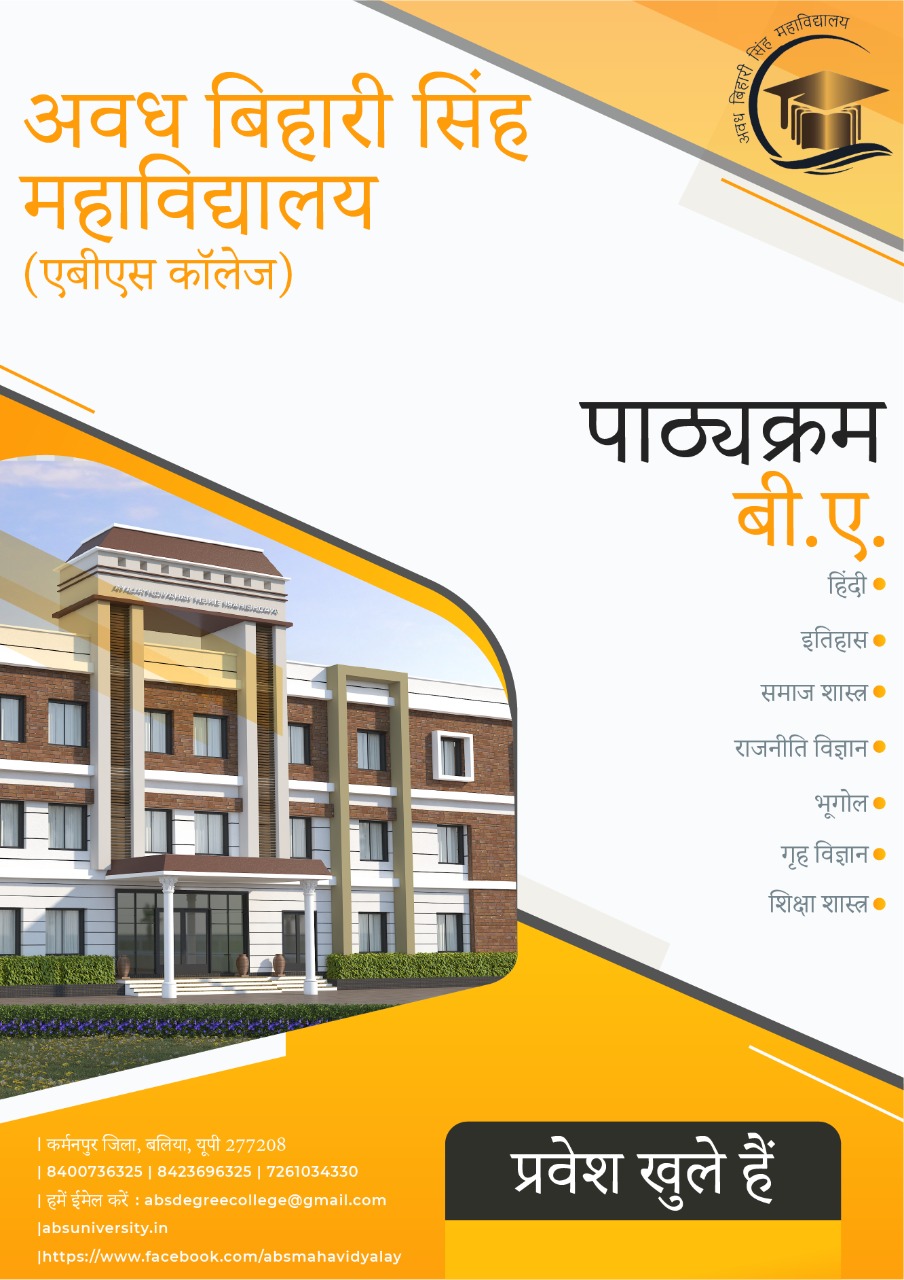 अवध बिहारी सिंह महाविद्यालय
अवध बिहारी सिंह
महाविद्यालय
(एबीएस कॉलेज)
पाठ्यक्रम
बी.ए.
हिंदी
इतिहास
समाज शास्त्र
राजनीति विज्ञान
भूगोल
गृह विज्ञान
शिक्षा शास्त्र
| कर्मनपुर जिला, बलिया, यूपी 277208
| 8400736325 | 8423696325 | 7261034330
| हमें ईमेल करें : absdegreecollege@gmail.com
|absuniversity.in
|https://www.facebook.com/absmahavidyalay
प्रवेश खुले हैं